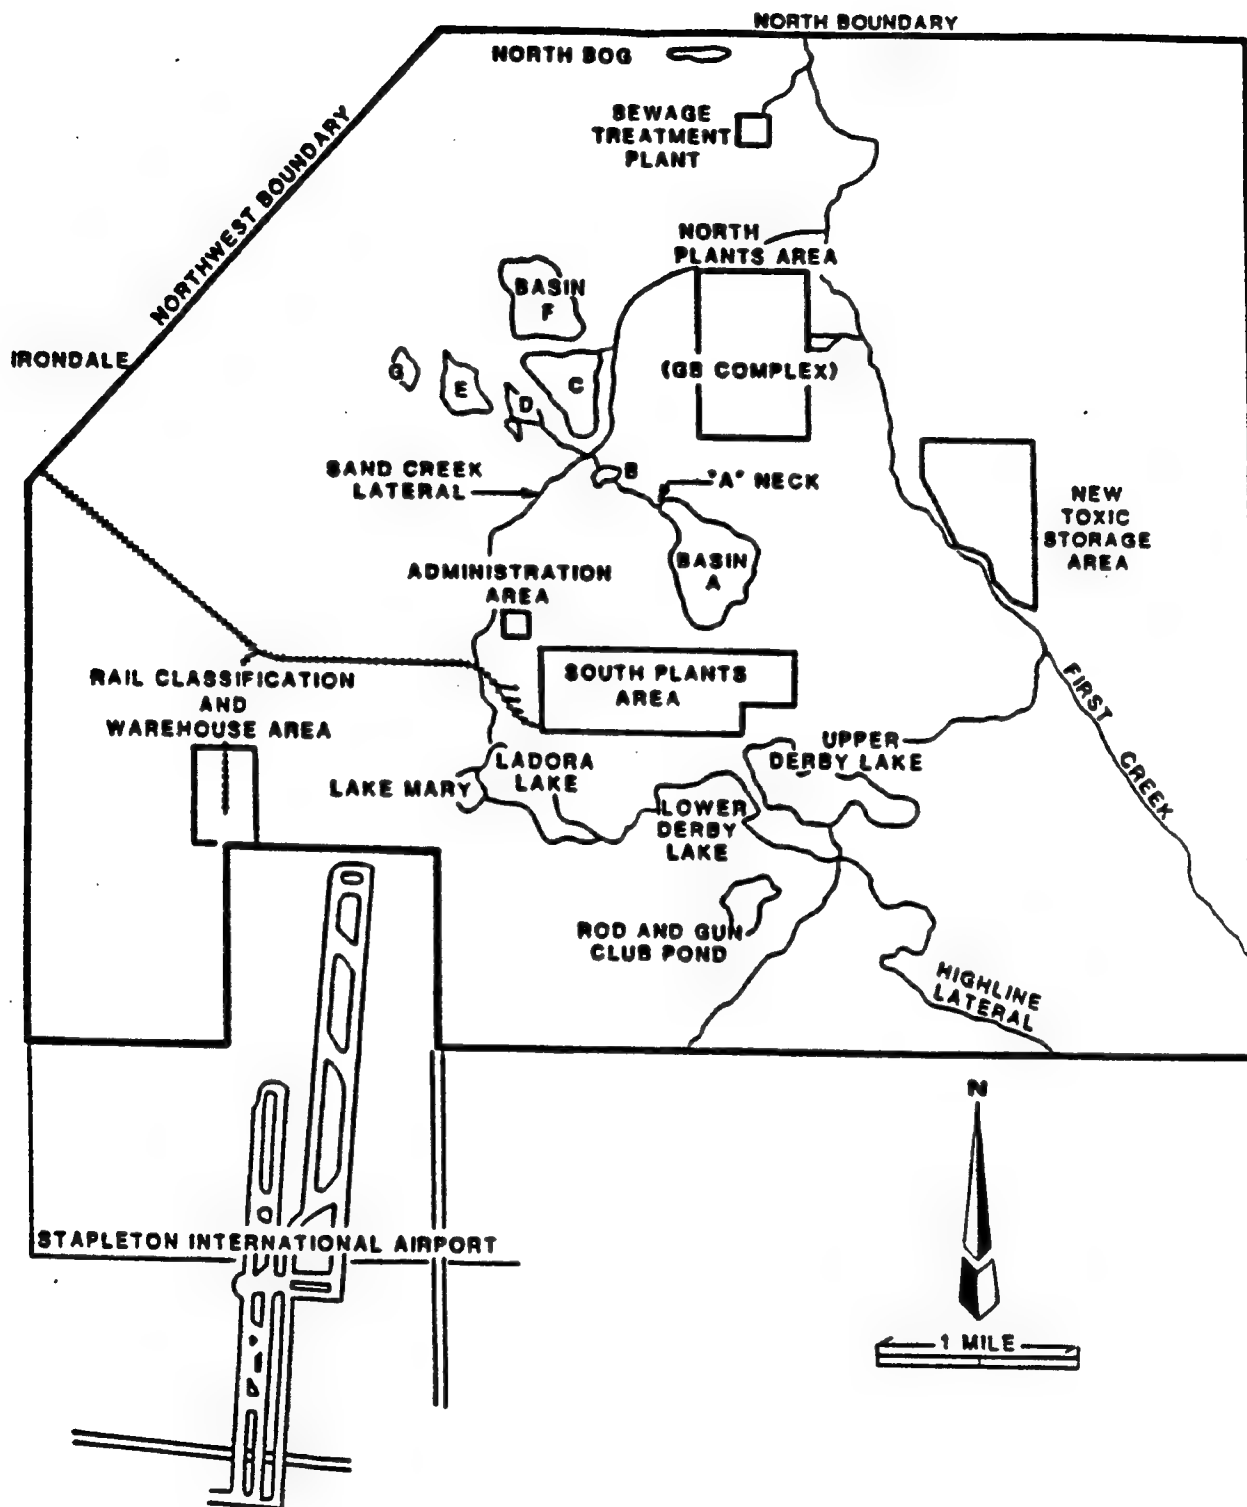 NORTH BOUNDARY
NORTH BOG
SEWAGE
TREATMENT
PLANT
NORTHWEST BOUNDARY
NORTH
PLANTS AREA
BASIN
F
IRONDALE
G
E
D
C
(GB COMPLEX)
SAND CREEK
LATERAL
B
"A" NECK
NEW
TOXIC
STORAGE
AREA
BASIN
A
ADMINISTRATION
AREA
RAIL CLASSIFICATION
AND
WAREHOUSE AREA
SOUTH PLANTS
AREA
FIRST
CREEK
UPPER
DERBY LAKE
LADORA
LAKE
LAKE MARY
LOWER
DERBY
LAKE
ROD AND GUN
CLUB POND
HIGHLINE
LATERAL
N
STAPLETON INTERNATIONAL AIRPORT
1 MILE